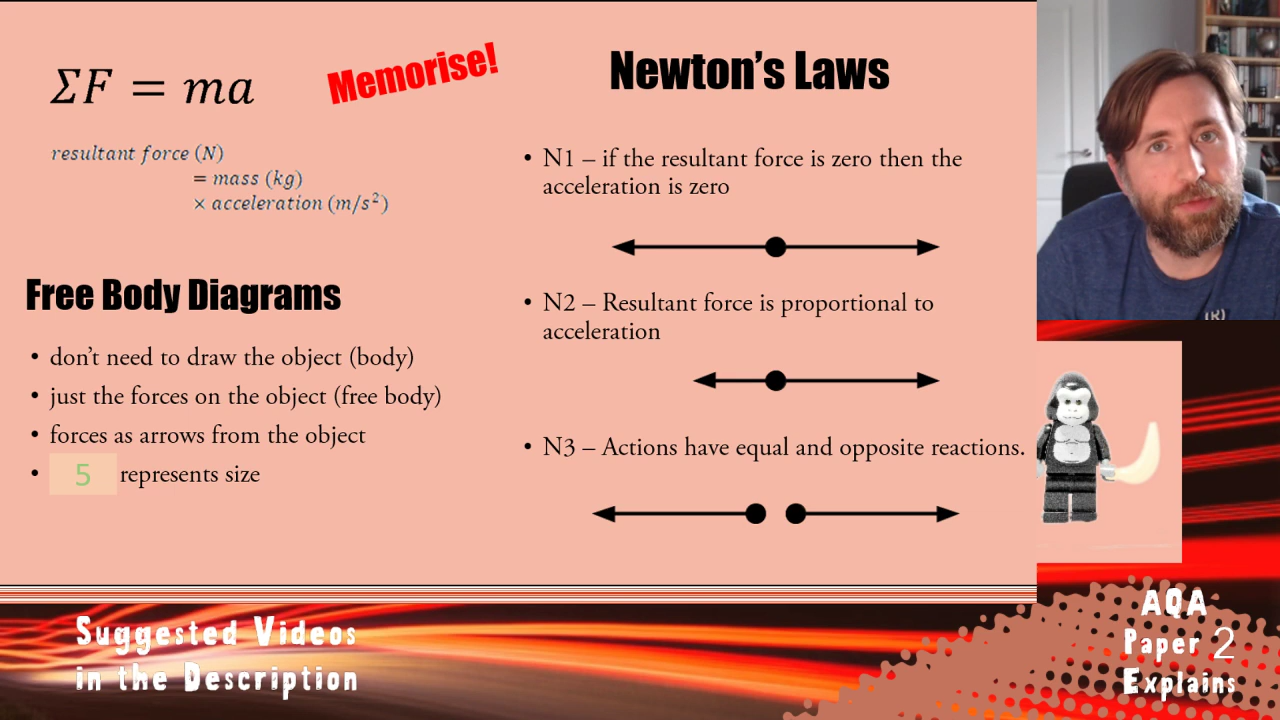 ΣF = ma
Memorise!
resultant force (N)
= mass (kg)
× acceleration (m/s²)
Free Body Diagrams
• don't need to draw the object (body)
• just the forces on the object (free body)
• forces as arrows from the object
• 5 represents size
Newton's Laws
• N1 – if the resultant force is zero then the
acceleration is zero
• N2 – Resultant force is proportional to
acceleration
• N3 – Actions have equal and opposite reactions.
Suggested Videos
in the Description
AQA
Paper 2
Explains